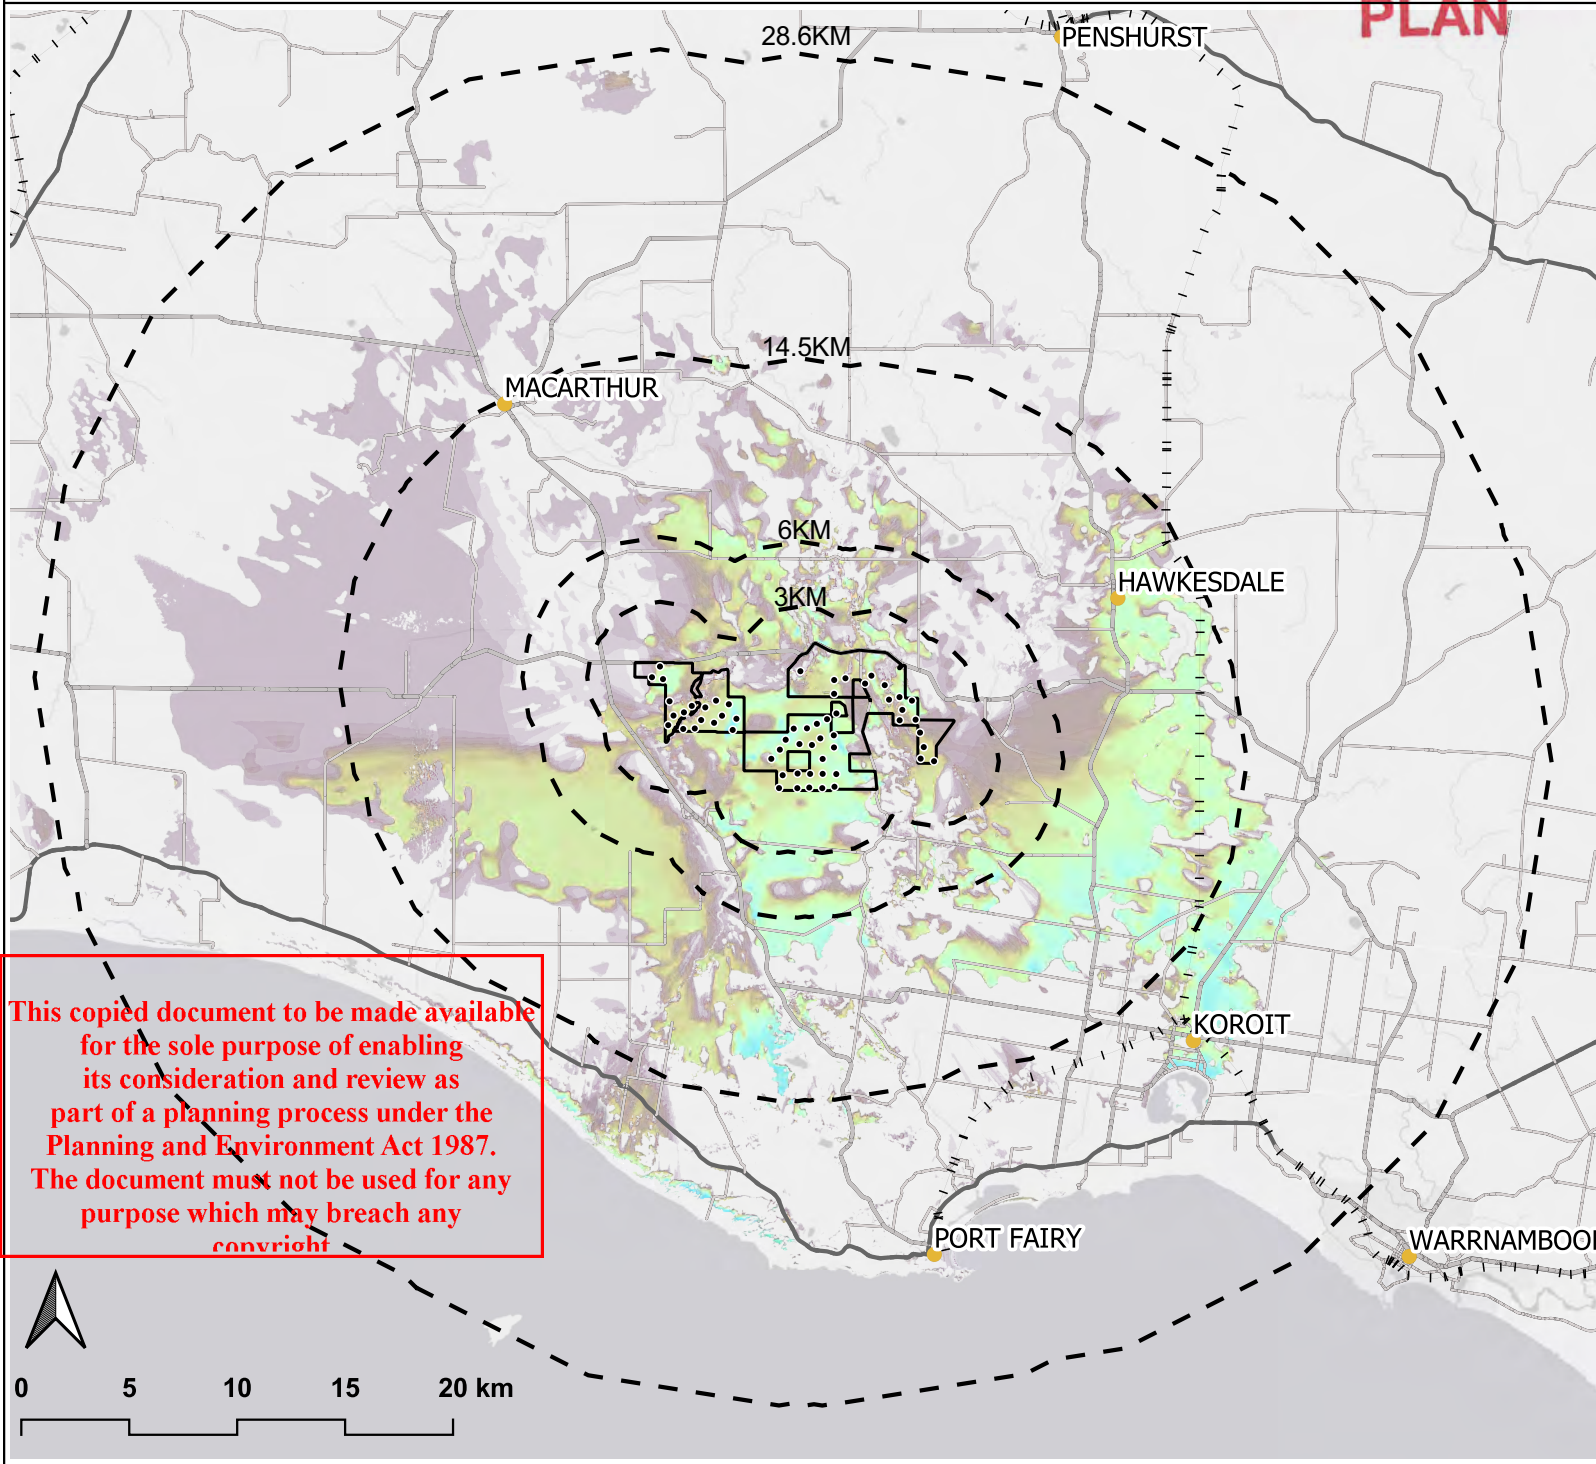 PLAN
28.6KM
PENSHURST
14.5KM
MACARTHUR
6KM
HAWKESDALE
3KM
This copied document to be made available
for the sole purpose of enabling
its consideration and review as
part of a planning process under the
Planning and Environment Act 1987.
The document must not be used for any
purpose which may breach any
copyright
KOROIT
PORT FAIRY
WARRNAMBOO
0 5 10 15 20 km